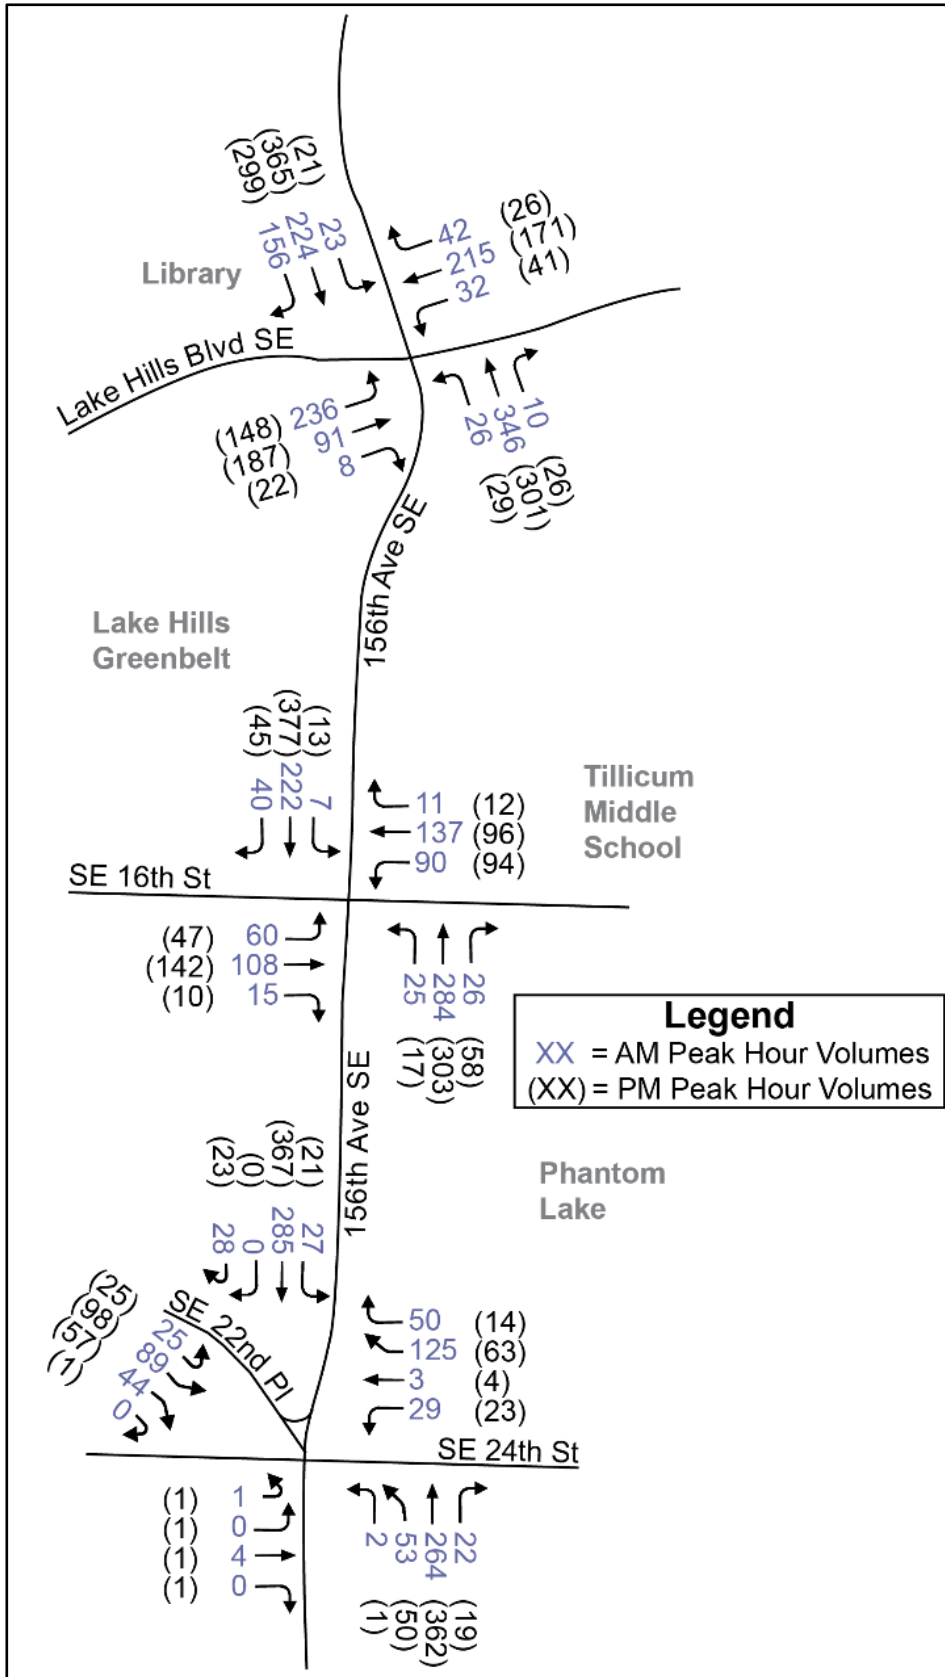 (299) (365) (21)
156 224 23
42 (26)
215 (171)
32 (41)
Library
Lake Hills Blvd SE
(148) 236
(187) 91
(22) 8
26 346 10
(29) (301) (26)
156th Ave SE
Lake Hills
Greenbelt
(45) (377) (13)
40 222 7
Tillicum
Middle
School
11 (12)
137 (96)
90 (94)
SE 16th St
(47) 60
(142) 108
(10) 15
25 284 26
(17) (303) (58)
Legend
XX = AM Peak Hour Volumes
(XX) = PM Peak Hour Volumes
156th Ave SE
Phantom
Lake
(23) (0) (367) (21)
28 0 285 27
SE 22nd Pl
(25) 25
(98) 89
(57) 44
(1) 0
50 (14)
125 (63)
3 (4)
29 (23)
SE 24th St
(1) 1
(1) 0
(1) 4
(1) 0
2 53 264 22
(1) (50) (362) (19)